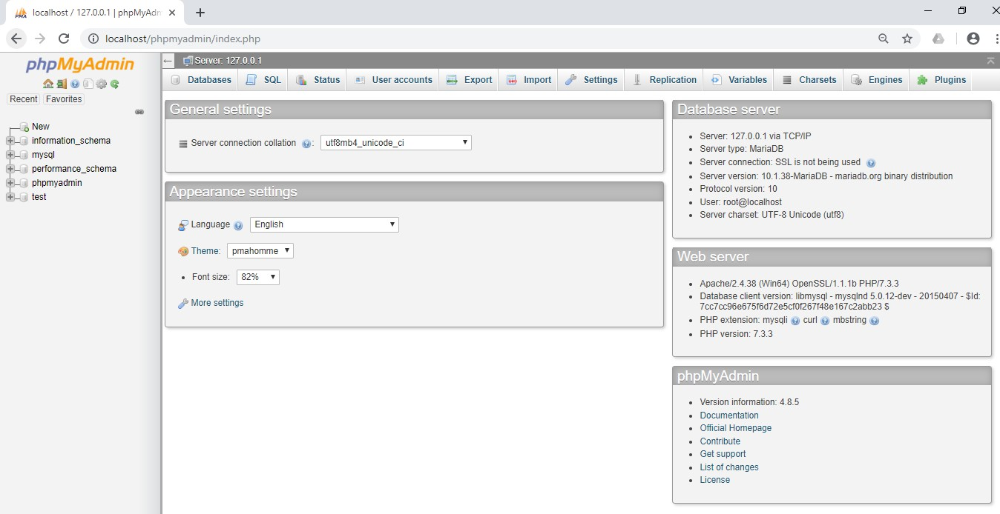 localhost / 127.0.0.1 | phpMyAdm
localhost/phpmyadmin/index.php
phpMyAdmin
Recent Favorites
New
information_schema
mysql
performance_schema
phpmyadmin
test
Server: 127.0.0.1
Databases SQL Status User accounts Export Import Settings Replication Variables Charsets Engines Plugins
General settings
Server connection collation : utf8mb4_unicode_ci
Appearance settings
Language English
Theme: pmahomme
Font size: 82%
More settings
Database server
Server: 127.0.0.1 via TCP/IP
Server type: MariaDB
Server connection: SSL is not being used
Server version: 10.1.38-MariaDB - mariadb.org binary distribution
Protocol version: 10
User: root@localhost
Server charset: UTF-8 Unicode (utf8)
Web server
Apache/2.4.38 (Win64) OpenSSL/1.1.1b PHP/7.3.3
Database client version: libmysql - mysqlnd 5.0.12-dev - 20150407 - $Id:
7cc7cc96e675f6d72e5cf0f267f48e167c2abb23 $
PHP extension: mysqli curl mbstring
PHP version: 7.3.3
phpMyAdmin
Version information: 4.8.5
Documentation
Official Homepage
Contribute
Get support
List of changes
License